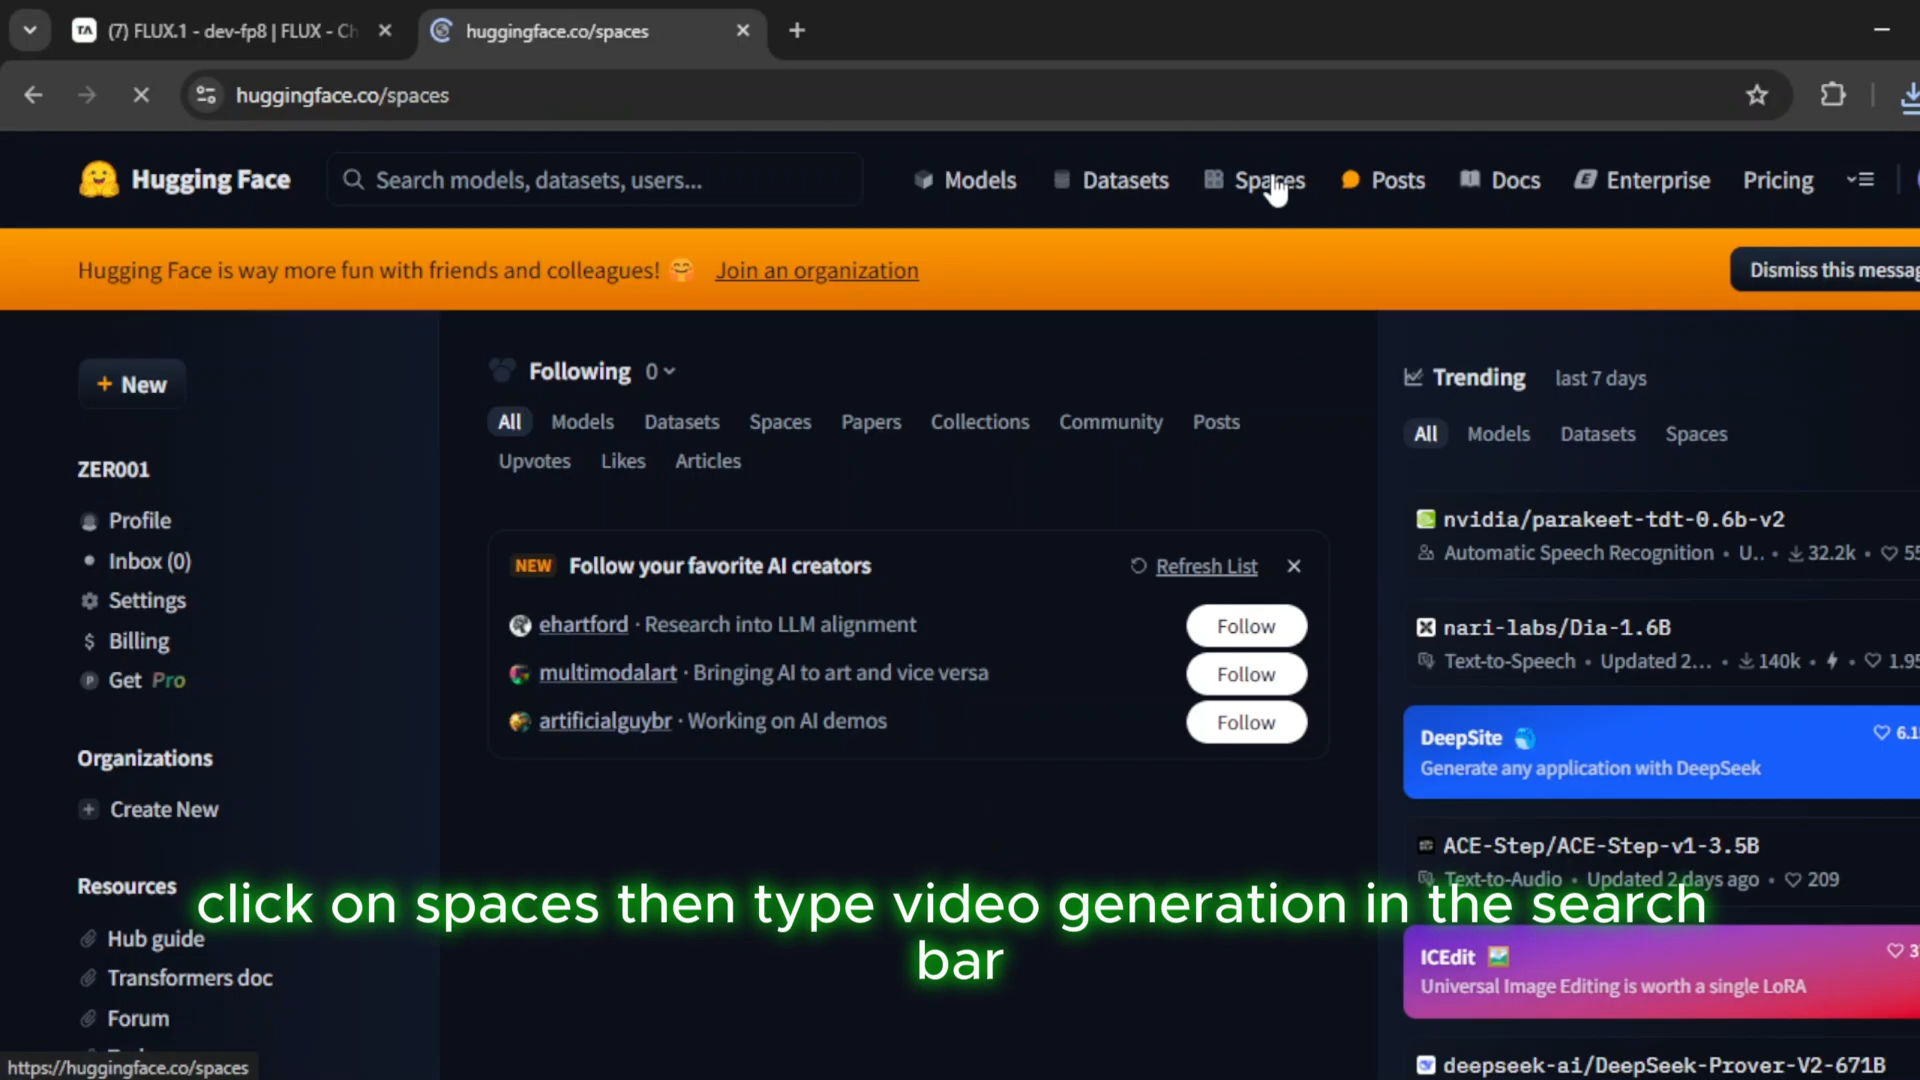 (7) FLUX.1 - dev-fp8 | FLUX - Ch
huggingface.co/spaces
huggingface.co/spaces
Hugging Face
Search models, datasets, users...
Models
Datasets
Spaces
Posts
Docs
Enterprise
Pricing
Hugging Face is way more fun with friends and colleagues! 🤗 Join an organization
Dismiss this messag
+ New
ZER001
Profile
Inbox (0)
Settings
Billing
Get Pro
Organizations
Create New
Resources
Hub guide
Transformers doc
Forum
Following 0
All Models Datasets Spaces Papers Collections Community Posts
Upvotes Likes Articles
NEW Follow your favorite AI creators
Refresh List
ehartford · Research into LLM alignment
Follow
multimodalart · Bringing AI to art and vice versa
Follow
artificialguybr · Working on AI demos
Follow
Trending last 7 days
All Models Datasets Spaces
nvidia/parakeet-tdt-0.6b-v2
Automatic Speech Recognition • U.. • 32.2k • 55
nari-labs/Dia-1.6B
Text-to-Speech • Updated 2... • 140k • 1.95
DeepSite
6.1
Generate any application with DeepSeek
ACE-Step/ACE-Step-v1-3.5B
Text-to-Audio • Updated 2 days ago • 209
ICEdit
3
Universal Image Editing is worth a single LoRA
deepseek-ai/DeepSeek-Prover-V2-671B
click on spaces then type video generation in the search
bar
https://huggingface.co/spaces